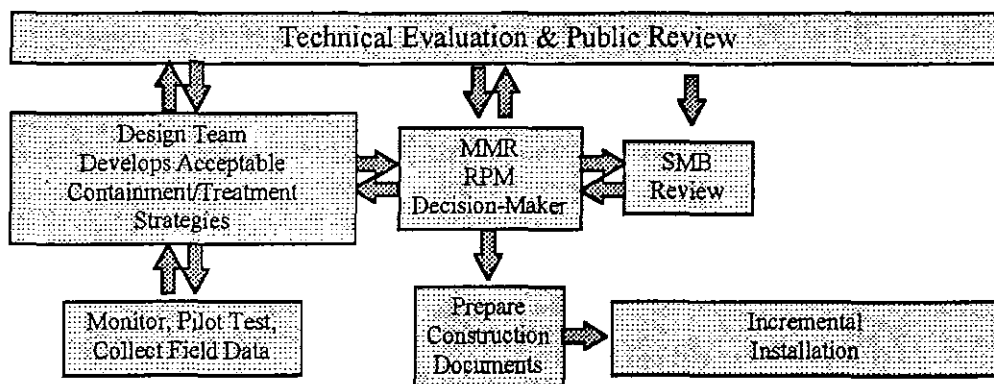 Technical Evaluation & Public Review
Design Team
Develops Acceptable
Containment/Treatment
Strategies
MMR
RPM
Decision-Maker
SMB
Review
Monitor, Pilot Test,
Collect Field Data
Prepare
Construction
Documents
Incremental
Installation